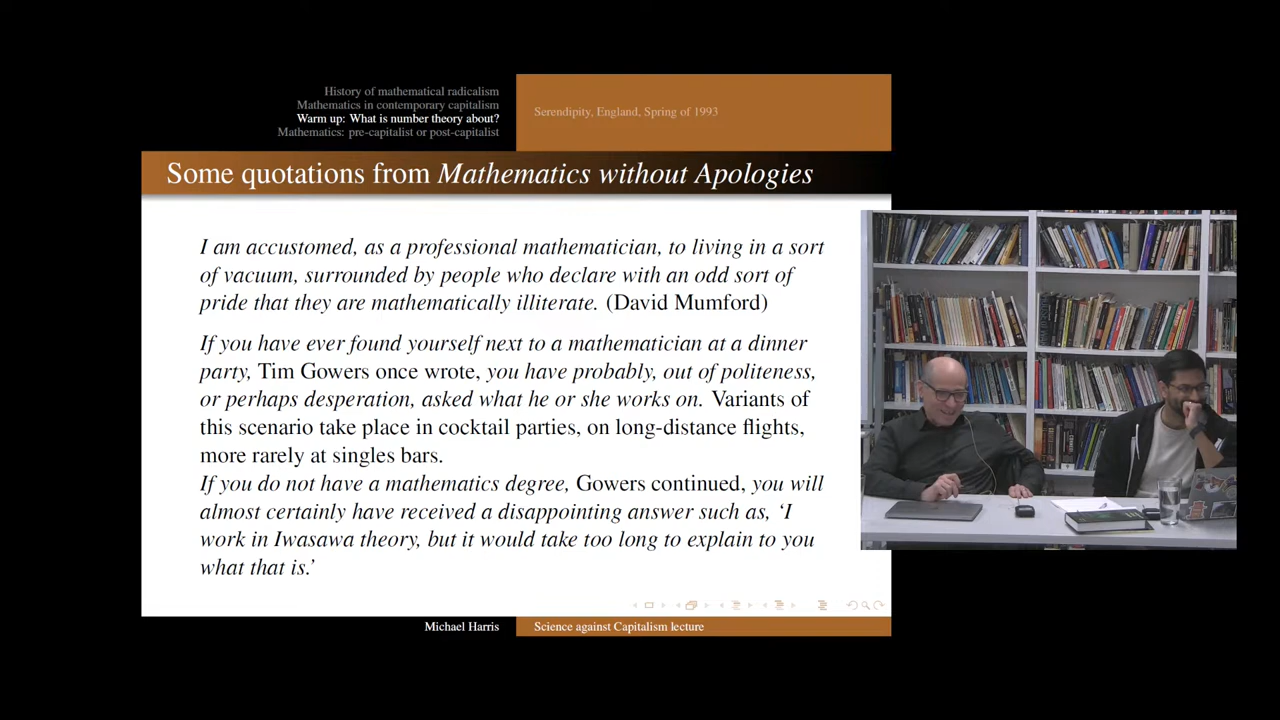 History of mathematical radicalism
Mathematics in contemporary capitalism
Warm up: What is number theory about?
Mathematics: pre-capitalist or post-capitalist
Serendipity, England, Spring of 1993
Some quotations from Mathematics without Apologies
I am accustomed, as a professional mathematician, to living in a sort
of vacuum, surrounded by people who declare with an odd sort of
pride that they are mathematically illiterate. (David Mumford)
If you have ever found yourself next to a mathematician at a dinner
party, Tim Gowers once wrote, you have probably, out of politeness,
or perhaps desperation, asked what he or she works on. Variants of
this scenario take place in cocktail parties, on long-distance flights,
more rarely at singles bars.
If you do not have a mathematics degree, Gowers continued, you will
almost certainly have received a disappointing answer such as, ‘I
work in Iwasawa theory, but it would take too long to explain to you
what that is.’
Michael Harris
Science against Capitalism lecture